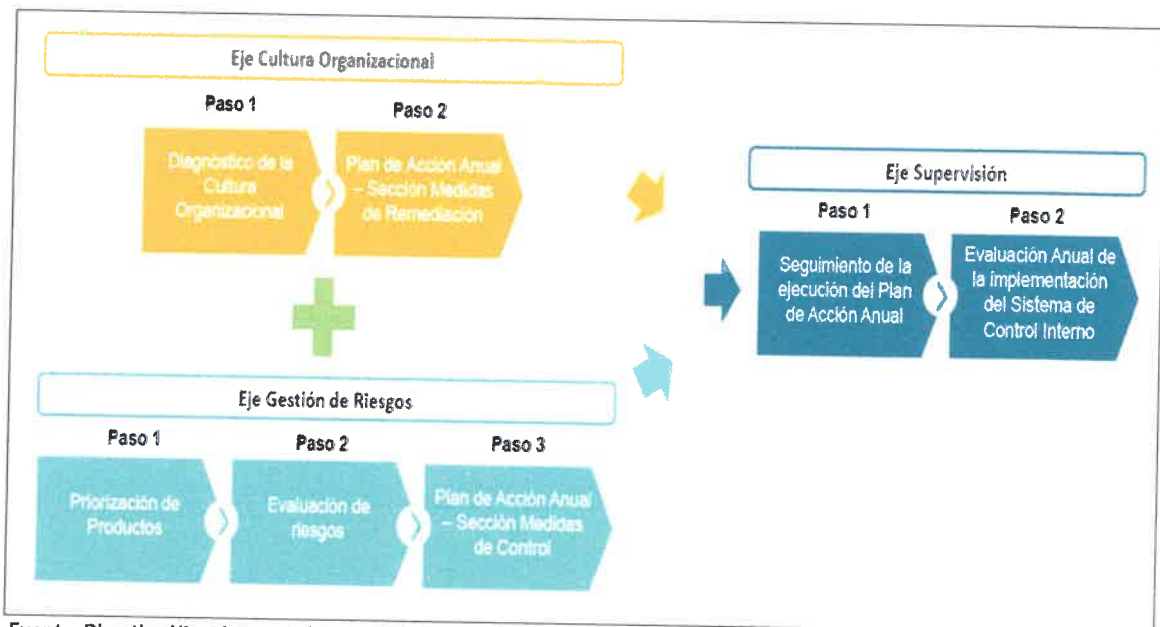 Eje Cultura Organizacional
Paso 1
Paso 2
Diagnóstico de la
Cultura
Organizacional
Plan de Acción Anual
– Sección Medidas
de Remediación
Eje Gestión de Riesgos
Paso 1
Paso 2
Paso 3
Priorización de
Productos
Evaluación de
riesgos
Plan de Acción Anual
– Sección Medidas
de Control
Eje Supervisión
Paso 1
Paso 2
Seguimiento de la
ejecución del Plan
de Acción Anual
Evaluación Anual de
la implementación
del Sistema de
Control Interno